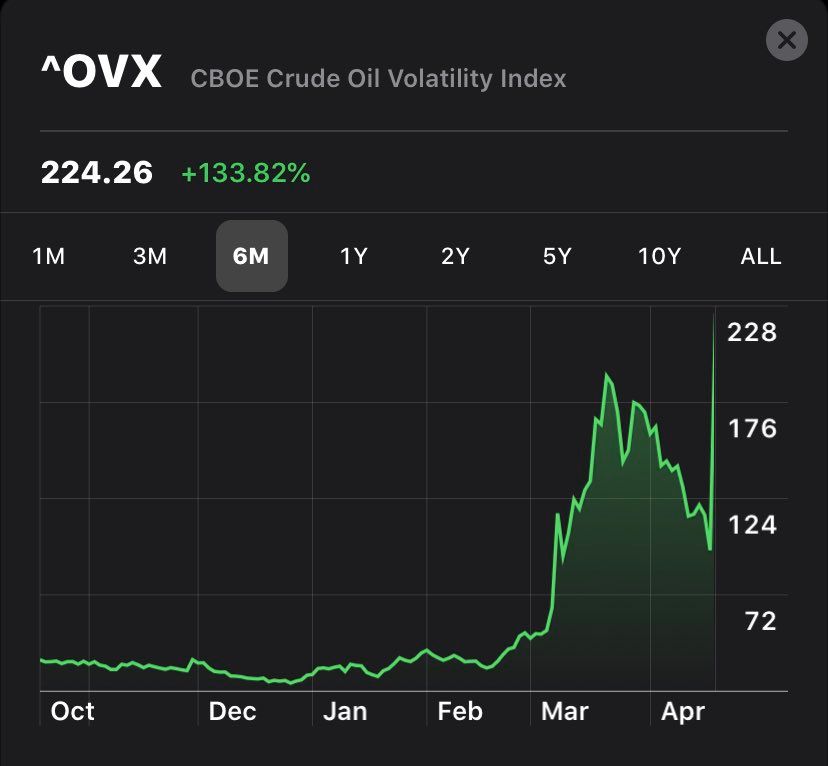 ^OVX CBOE Crude Oil Volatility Index
224.26 +133.82%
1M 3M 6M 1Y 2Y 5Y 10Y ALL
228
176
124
72
Oct Dec Jan Feb Mar Apr